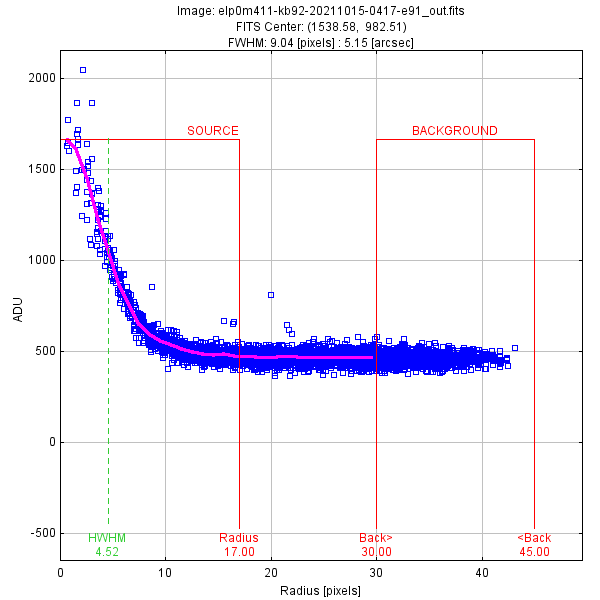 Image: elp0m411-kb92-20211015-0417-e91_out.fits
FITS Center: (1538.58, 982.51)
FWHM: 9.04 [pixels] : 5.15 [arcsec]
2000
1500
1000
500
0
-500
ADU
SOURCE
BACKGROUND
HWHM
4.52
Radius
17.00
Back>
30.00
<Back
45.00
0
10
20
30
40
Radius [pixels]